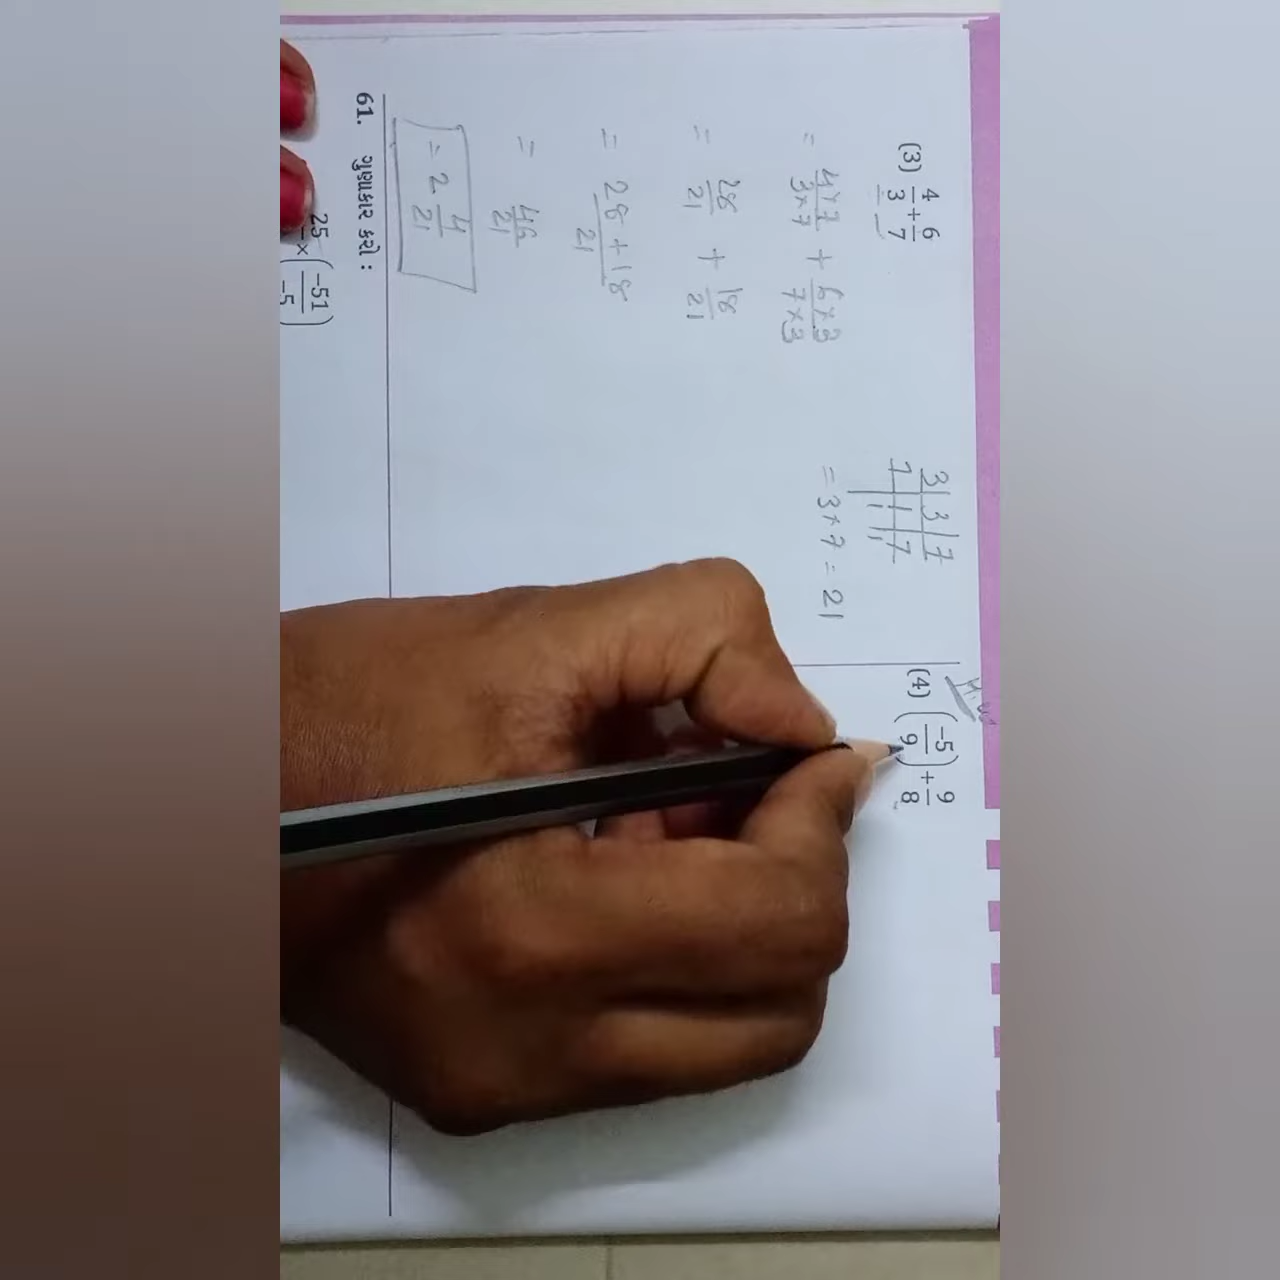 (3) 4/3 + 6/7
= 4×7/3×7 + 6×3/7×3
= 28/21 + 18/21
= 28 + 18/21
= 46/21
= 2 4/21
3 | 3 | 7
7 | 1 | 7
1 | 1
= 3×7 = 21
(4) (-5/9) + 9/8
61. ગુણાકાર કરો :
25 × (-51/-5)